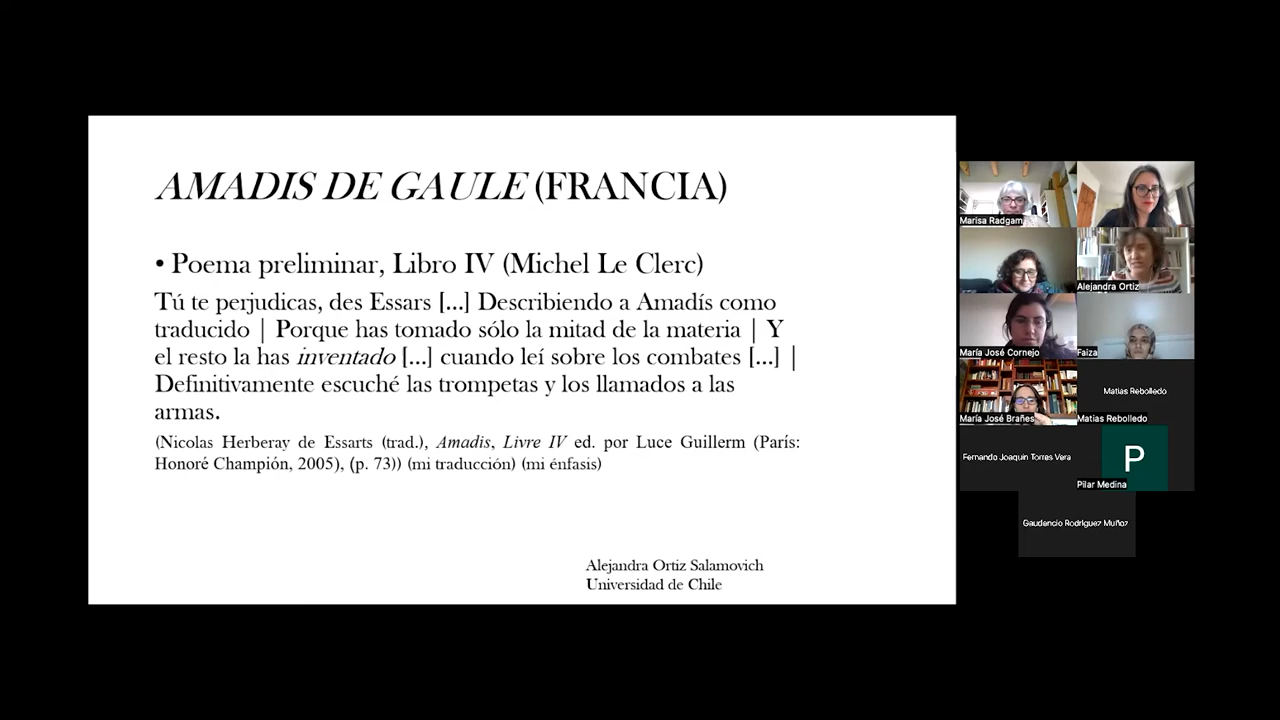 AMADIS DE GAULE (FRANCIA)
• Poema preliminar, Libro IV (Michel Le Clerc)
Tú te perjudicas, des Essars [...] Describiendo a Amadís como
traducido | Porque has tomado sólo la mitad de la materia | Y
el resto la has inventado [...] cuando leí sobre los combates [...] |
Definitivamente escuché las trompetas y los llamados a las
armas.
(Nicolas Herberay de Essarts (trad.), Amadis, Livre IV ed. por Luce Guillerm (París:
Honoré Champión, 2005), (p. 73)) (mi traducción) (mi énfasis)
Alejandra Ortiz Salamovich
Universidad de Chile
Marisa Radgam
Alejandra Ortiz
María José Cornejo
Faiza
María José Brañes
Matias Rebolledo
Matias Rebolledo
Fernando Joaquin Torres Vera
P
Pilar Medina
Gaudencio Rodriguez Muñoz